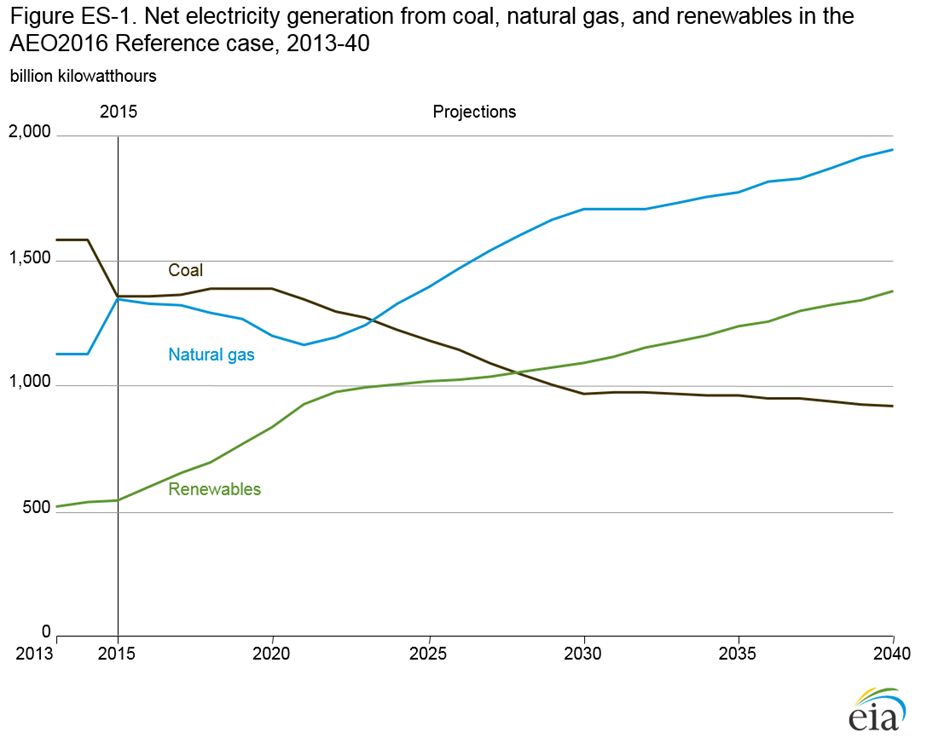 Figure ES-1. Net electricity generation from coal, natural gas, and renewables in the
AEO2016 Reference case, 2013-40
billion kilowatthours
2015 Projections
2,000
1,500
Coal
Natural gas
1,000
Renewables
500
0
2013 2015 2020 2025 2030 2035 2040
eia